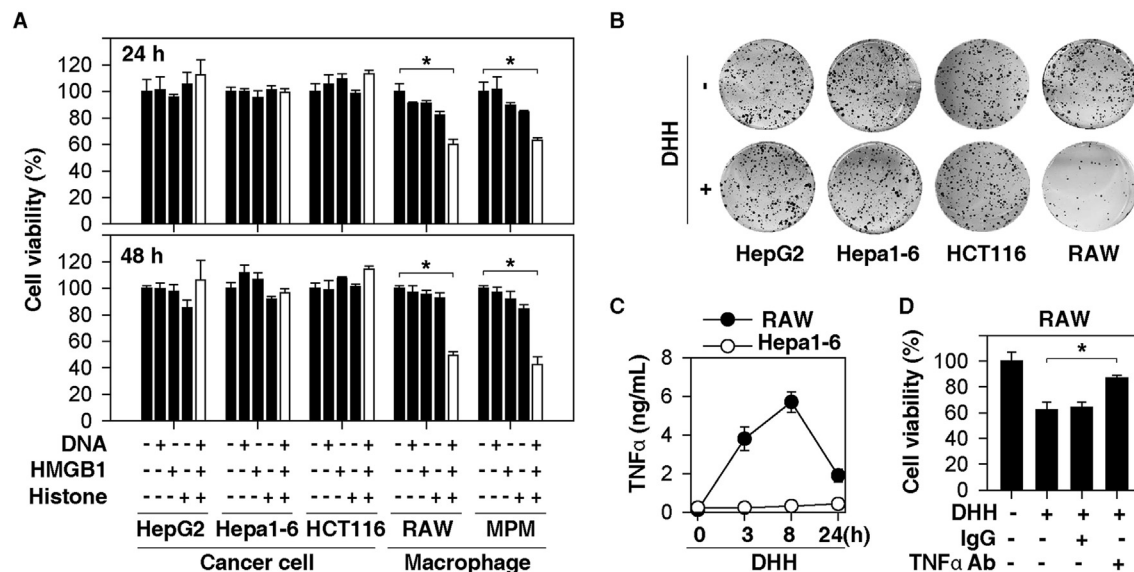 A
24 h
120
100
80
60
40
20
0
*
*
48 h
120
100
80
60
40
20
0
*
*
Cell viability (%)
DNA - + - - + - + - - + - + - - + - + - - + - + - - +
HMGB1 - - + - + - - + - + - - + - + - - + - + - - + - +
Histone - - - + + - - - + + - - - + + - - - + + - - - + +
HepG2 Hepa1-6 HCT116 RAW MPM
Cancer cell Macrophage
B
DHH
-
+
HepG2 Hepa1-6 HCT116 RAW
C
RAW
Hepa1-6
TNFα (ng/mL)
8
6
4
2
0
0 3 8 24(h)
DHH
D
RAW
Cell viability (%)
100
80
60
40
20
0
*
DHH - + + +
IgG - - + -
TNFα Ab - - - +